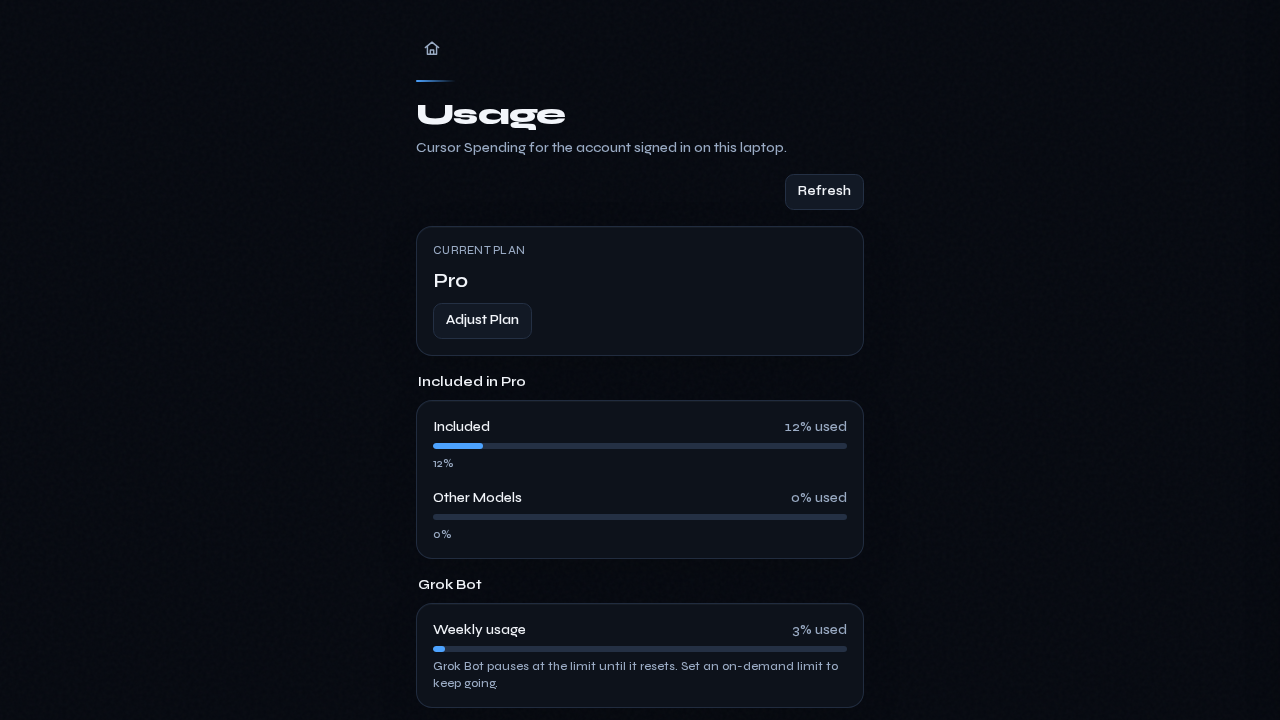 Usage
Cursor Spending for the account signed in on this laptop.
Refresh
CURRENT PLAN
Pro
Adjust Plan
Included in Pro
Included 12% used
12%
Other Models 0% used
0%
Grok Bot
Weekly usage 3% used
Grok Bot pauses at the limit until it resets. Set an on-demand limit to
keep going.